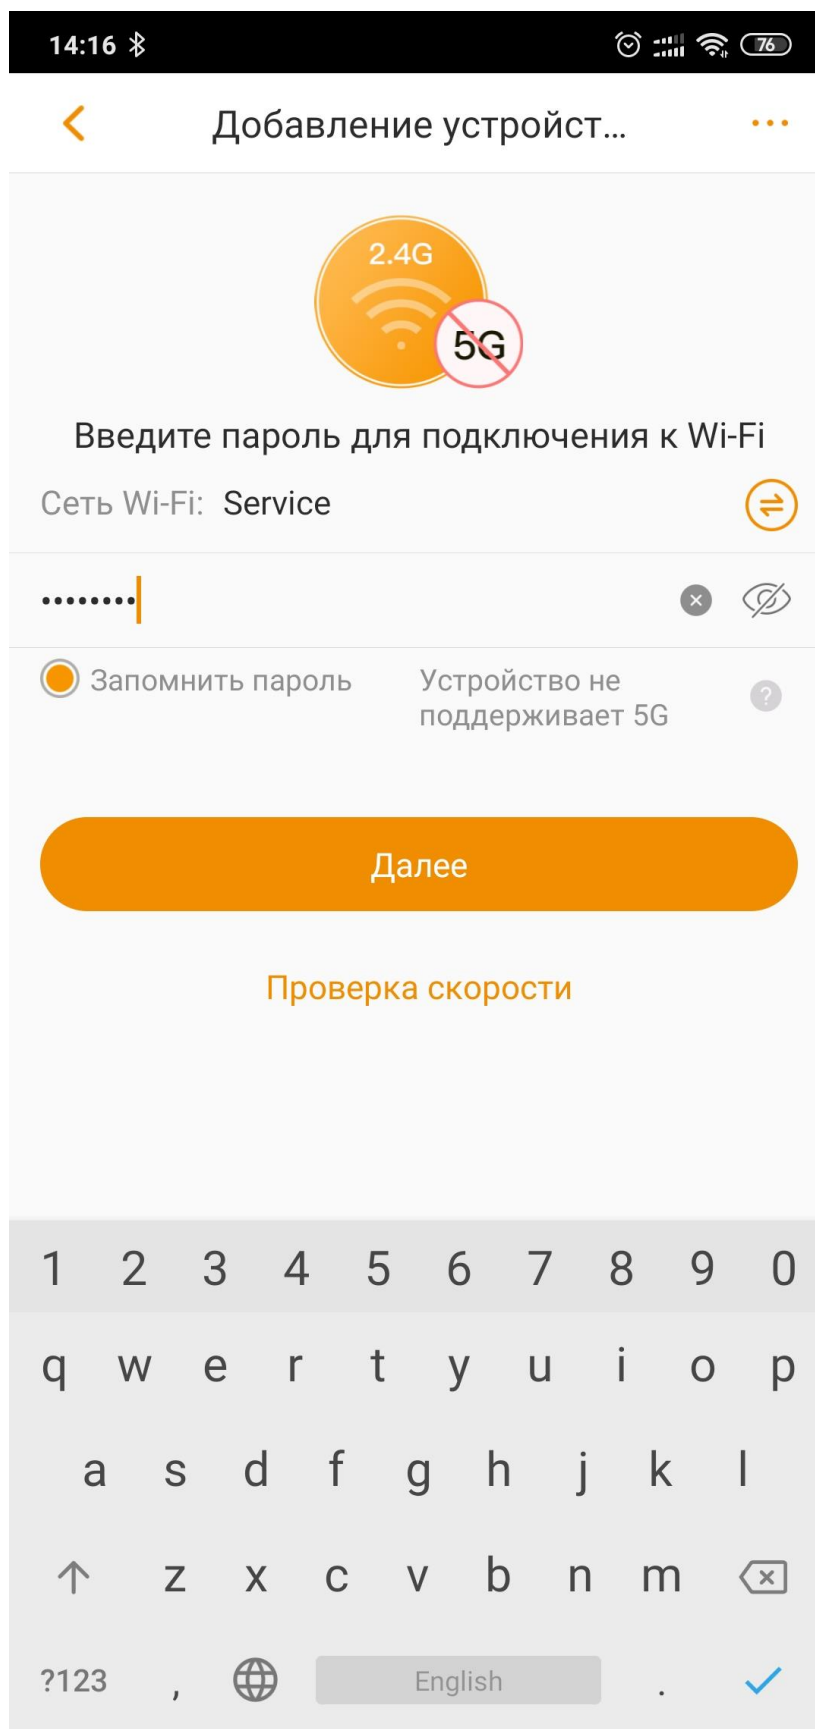 14:16 76
Добавление устройст...
2.4G
5G
Введите пароль для подключения к Wi-Fi
Сеть Wi-Fi: Service
••••••••
Запомнить пароль
Устройство не
поддерживает 5G
?
Далее
Проверка скорости
1 2 3 4 5 6 7 8 9 0
q w e r t y u i o p
a s d f g h j k l
z x c v b n m
?123 , English .